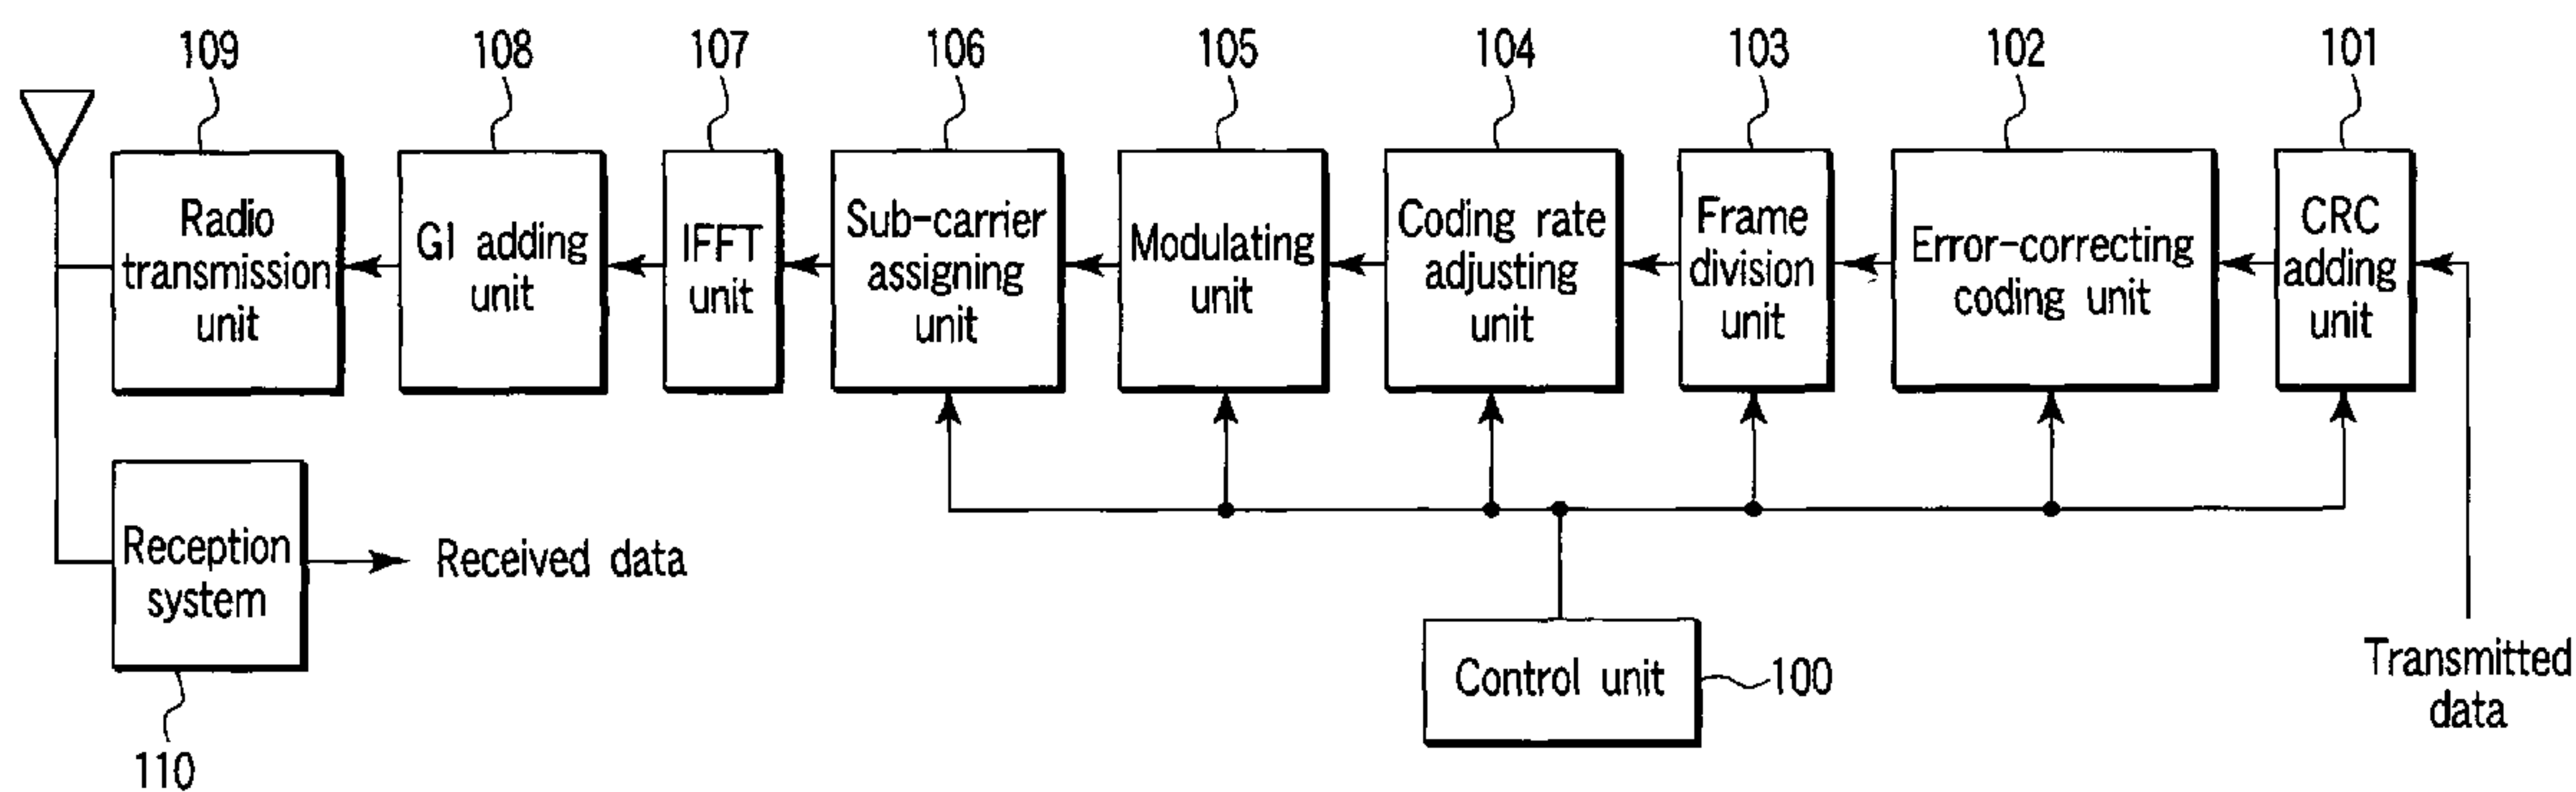 109
108
107
106
105
104
103
102
101
Radio
transmission
unit
GI adding
unit
IFFT
unit
Sub-carrier
assigning
unit
Modulating
unit
Coding rate
adjusting
unit
Frame
division
unit
Error-correcting
coding unit
CRC
adding
unit
Reception
system
Received data
110
Control unit
100
Transmitted
data